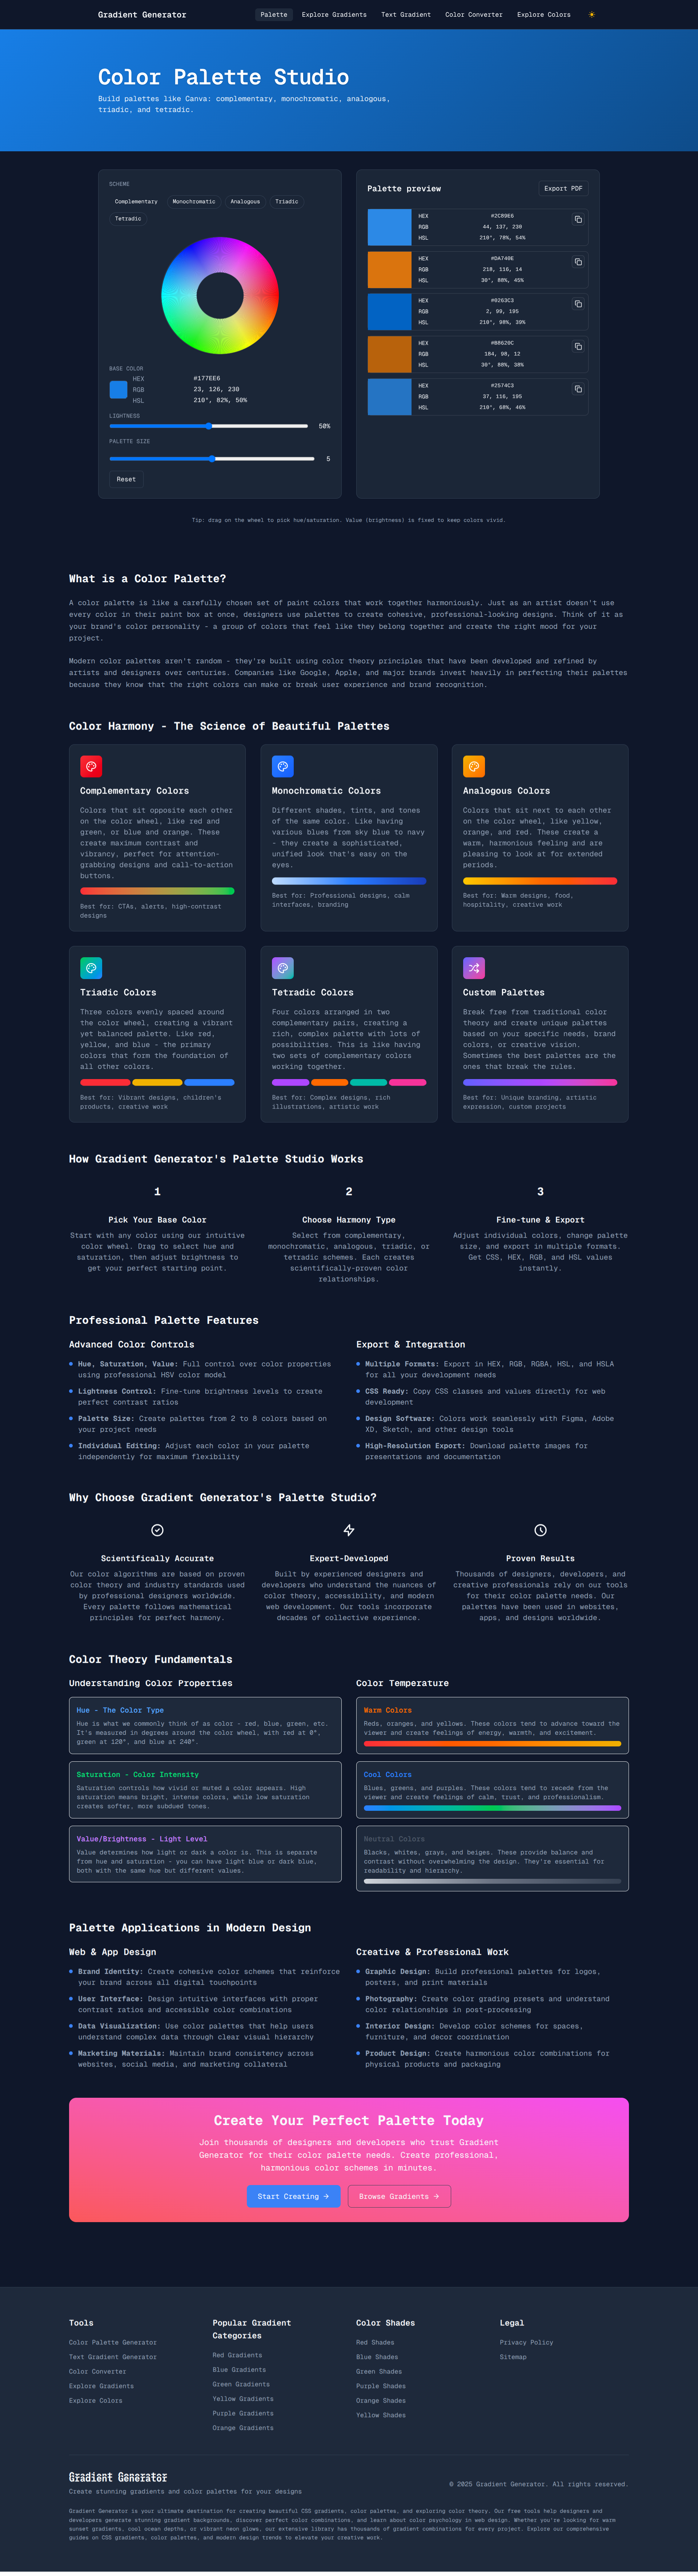 Gradient Generator
Palette
Explore Gradients
Text Gradient
Color Converter
Explore Colors
Color Palette Studio
Build palettes like Canva: complementary, monochromatic, analogous,
triadic, and tetradic.
SCHEME
Complementary
Monochromatic
Analogous
Triadic
Tetradic
BASE COLOR
HEX #177EE6
RGB 23, 126, 230
HSL 210°, 82%, 50%
LIGHTNESS
50%
PALETTE SIZE
5
Reset
Palette preview
Export PDF
HEX #2C89E6
RGB 44, 137, 230
HSL 210°, 78%, 54%
HEX #DA740E
RGB 218, 116, 14
HSL 30°, 88%, 45%
HEX #0263C3
RGB 2, 99, 195
HSL 210°, 98%, 39%
HEX #B8620C
RGB 184, 98, 12
HSL 30°, 88%, 38%
HEX #2574C3
RGB 37, 116, 195
HSL 210°, 68%, 46%
Tip: drag on the wheel to pick hue/saturation. Value (brightness) is fixed to keep colors vivid.
What is a Color Palette?
A color palette is like a carefully chosen set of paint colors that work together harmoniously. Just as an artist doesn't use
every color in their paint box at once, designers use palettes to create cohesive, professional-looking designs. Think of it as
your brand's color personality - a group of colors that feel like they belong together and create the right mood for your
project.
Modern color palettes aren't random - they're built using color theory principles that have been developed and refined by
artists and designers over centuries. Companies like Google, Apple, and major brands invest heavily in perfecting their palettes
because they know that the right colors can make or break user experience and brand recognition.
Color Harmony - The Science of Beautiful Palettes
Complementary Colors
Colors that sit opposite each other
on the color wheel, like red and
green, or blue and orange. These
create maximum contrast and
vibrancy, perfect for attention-
grabbing designs and call-to-action
buttons.
Best for: CTAs, alerts, high-contrast
designs
Monochromatic Colors
Different shades, tints, and tones
of the same color. Like having
various blues from sky blue to navy
- they create a sophisticated,
unified look that's easy on the
eyes.
Best for: Professional designs, calm
interfaces, branding
Analogous Colors
Colors that sit next to each other
on the color wheel, like yellow,
orange, and red. These create a
warm, harmonious feeling and are
pleasing to look at for extended
periods.
Best for: Warm designs, food,
hospitality, creative work
Triadic Colors
Three colors evenly spaced around
the color wheel, creating a vibrant
yet balanced palette. Like red,
yellow, and blue - the primary
colors that form the foundation of
all other colors.
Best for: Vibrant designs, children's
products, creative work
Tetradic Colors
Four colors arranged in two
complementary pairs, creating a
rich, complex palette with lots of
possibilities. This is like having
two sets of complementary colors
working together.
Best for: Complex designs, rich
illustrations, artistic work
Custom Palettes
Break free from traditional color
theory and create unique palettes
based on your specific needs, brand
colors, or creative vision.
Sometimes the best palettes are the
ones that break the rules.
Best for: Unique branding, artistic
expression, custom projects
How Gradient Generator's Palette Studio Works
1
Pick Your Base Color
Start with any color using our intuitive
color wheel. Drag to select hue and
saturation, then adjust brightness to
get your perfect starting point.
2
Choose Harmony Type
Select from complementary,
monochromatic, analogous, triadic, or
tetradic schemes. Each creates
scientifically-proven color
relationships.
3
Fine-tune & Export
Adjust individual colors, change palette
size, and export in multiple formats.
Get CSS, HEX, RGB, and HSL values
instantly.
Professional Palette Features
Advanced Color Controls
Hue, Saturation, Value: Full control over color properties
using professional HSV color model
Lightness Control: Fine-tune brightness levels to create
perfect contrast ratios
Palette Size: Create palettes from 2 to 8 colors based on
your project needs
Individual Editing: Adjust each color in your palette
independently for maximum flexibility
Export & Integration
Multiple Formats: Export in HEX, RGB, RGBA, HSL, and HSLA
for all your development needs
CSS Ready: Copy CSS classes and values directly for web
development
Design Software: Colors work seamlessly with Figma, Adobe
XD, Sketch, and other design tools
High-Resolution Export: Download palette images for
presentations and documentation
Why Choose Gradient Generator's Palette Studio?
Scientifically Accurate
Our color algorithms are based on proven
color theory and industry standards used
by professional designers worldwide.
Every palette follows mathematical
principles for perfect harmony.
Expert-Developed
Built by experienced designers and
developers who understand the nuances of
color theory, accessibility, and modern
web development. Our tools incorporate
decades of collective experience.
Proven Results
Thousands of designers, developers, and
creative professionals rely on our tools
for their color palette needs. Our
palettes have been used in websites,
apps, and designs worldwide.
Color Theory Fundamentals
Understanding Color Properties
Hue - The Color Type
Hue is what we commonly think of as color - red, blue, green, etc.
It's measured in degrees around the color wheel, with red at 0°,
green at 120°, and blue at 240°.
Saturation - Color Intensity
Saturation controls how vivid or muted a color appears. High
saturation means bright, intense colors, while low saturation
creates softer, more subdued tones.
Value/Brightness - Light Level
Value determines how light or dark a color is. This is separate
from hue and saturation - you can have light blue or dark blue,
both with the same hue but different values.
Color Temperature
Warm Colors
Reds, oranges, and yellows. These colors tend to advance toward the
viewer and create feelings of energy, warmth, and excitement.
Cool Colors
Blues, greens, and purples. These colors tend to recede from the
viewer and create feelings of calm, trust, and professionalism.
Neutral Colors
Blacks, whites, grays, and beiges. These provide balance and
contrast without overwhelming the design. They're essential for
readability and hierarchy.
Palette Applications in Modern Design
Web & App Design
Brand Identity: Create cohesive color schemes that reinforce
your brand across all digital touchpoints
User Interface: Design intuitive interfaces with proper
contrast ratios and accessible color combinations
Data Visualization: Use color palettes that help users
understand complex data through clear visual hierarchy
Marketing Materials: Maintain brand consistency across
websites, social media, and marketing collateral
Creative & Professional Work
Graphic Design: Build professional palettes for logos,
posters, and print materials
Photography: Create color grading presets and understand
color relationships in post-processing
Interior Design: Develop color schemes for spaces,
furniture, and decor coordination
Product Design: Create harmonious color combinations for
physical products and packaging
Create Your Perfect Palette Today
Join thousands of designers and developers who trust Gradient
Generator for their color palette needs. Create professional,
harmonious color schemes in minutes.
Start Creating →
Browse Gradients →
Tools
Color Palette Generator
Text Gradient Generator
Color Converter
Explore Gradients
Explore Colors
Popular Gradient
Categories
Red Gradients
Blue Gradients
Green Gradients
Yellow Gradients
Purple Gradients
Orange Gradients
Color Shades
Red Shades
Blue Shades
Green Shades
Purple Shades
Orange Shades
Yellow Shades
Legal
Privacy Policy
Sitemap
Gradient Generator
Create stunning gradients and color palettes for your designs
© 2025 Gradient Generator. All rights reserved.
Gradient Generator is your ultimate destination for creating beautiful CSS gradients, color palettes, and exploring color theory. Our free tools help designers and
developers generate stunning gradient backgrounds, discover perfect color combinations, and learn about color psychology in web design. Whether you're looking for warm
sunset gradients, cool ocean depths, or vibrant neon glows, our extensive library has thousands of gradient combinations for every project. Explore our comprehensive
guides on CSS gradients, color palettes, and modern design trends to elevate your creative work.